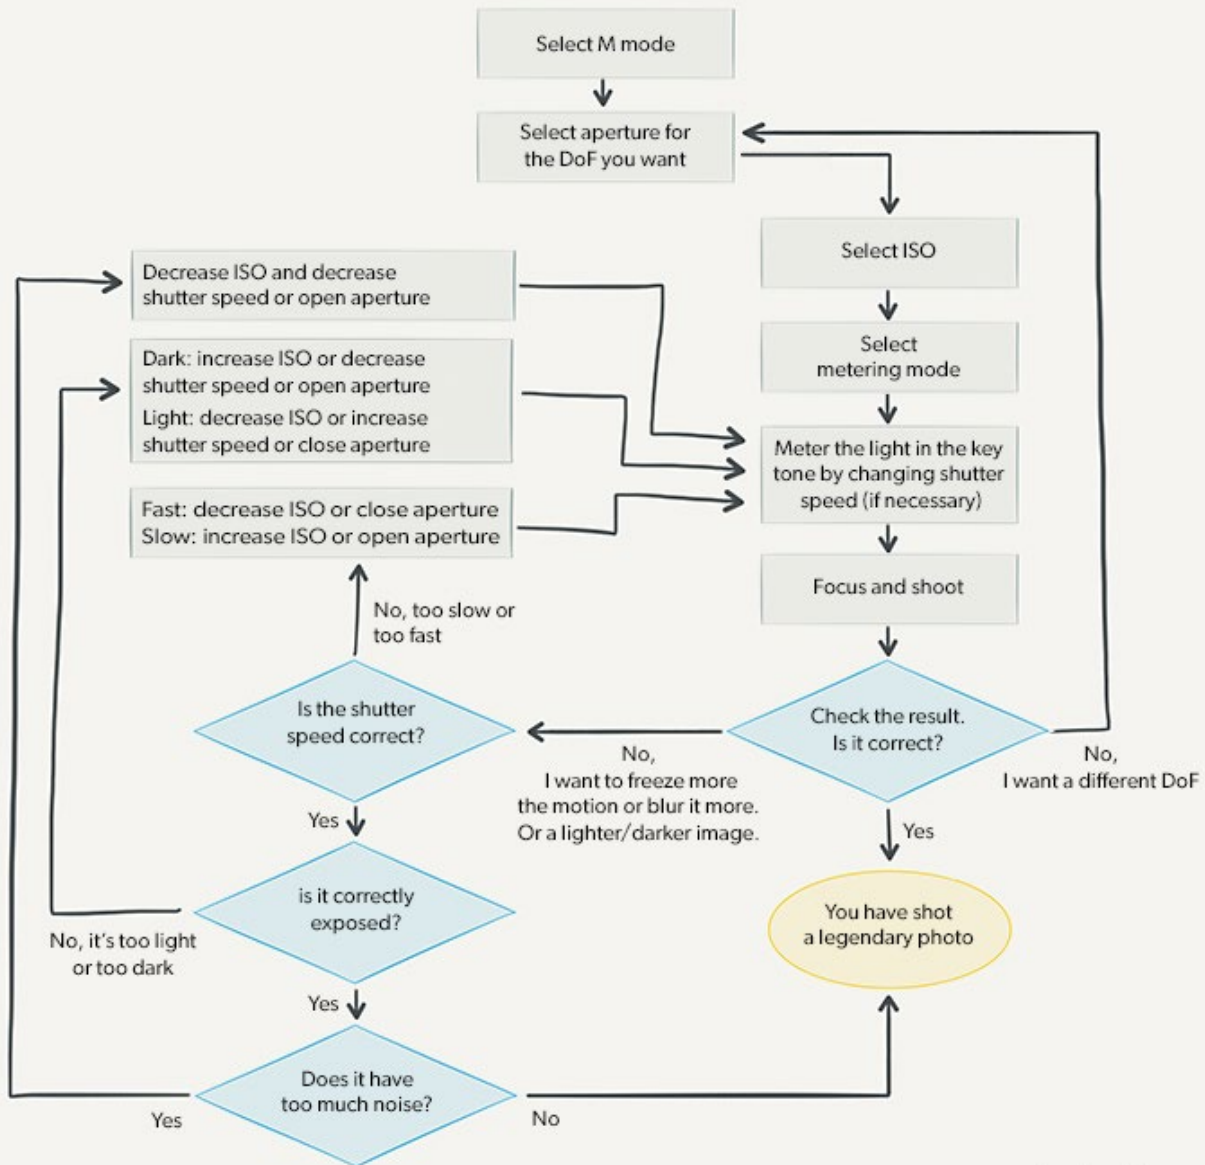 Select M mode
Select aperture for
the DoF you want
Select ISO
Select
metering mode
Meter the light in the key
tone by changing shutter
speed (if necessary)
Focus and shoot
Check the result.
Is it correct?
No,
I want a different DoF
Yes
You have shot
a legendary photo
No,
I want to freeze more
the motion or blur it more.
Or a lighter/darker image.
Is the shutter
speed correct?
No, too slow or
too fast
Fast: decrease ISO or close aperture
Slow: increase ISO or open aperture
Yes
is it correctly
exposed?
No, it's too light
or too dark
Dark: increase ISO or decrease
shutter speed or open aperture
Light: decrease ISO or increase
shutter speed or close aperture
Yes
Does it have
too much noise?
Yes
Decrease ISO and decrease
shutter speed or open aperture
No